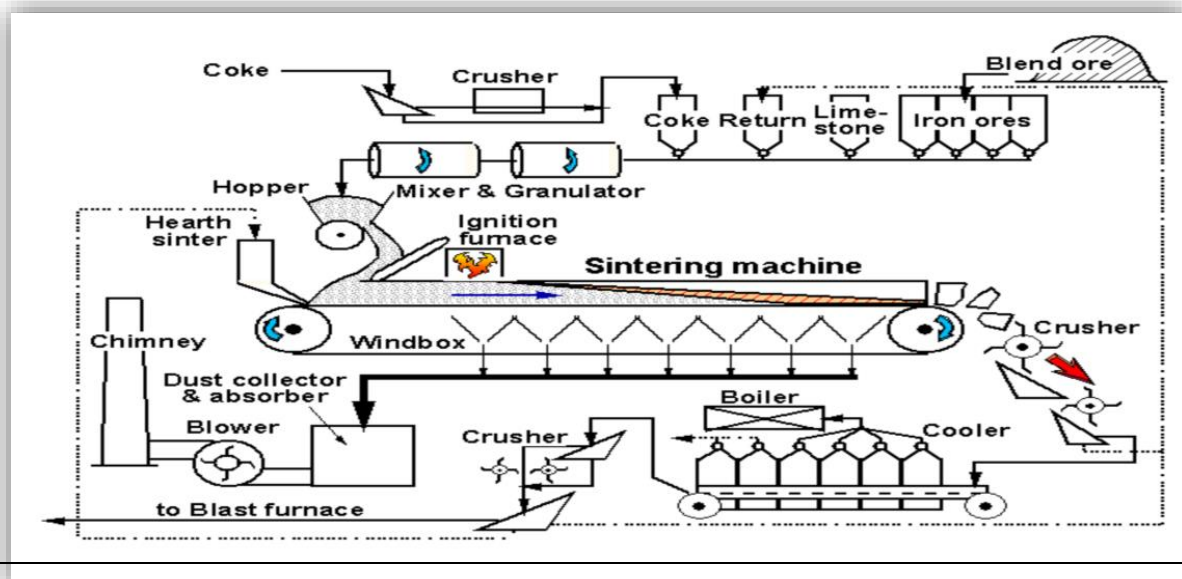 Coke
Crusher
Blend ore
Coke
Return
Lime-
stone
Iron ores
Hopper
Mixer & Granulator
Hearth
sinter
Ignition
furnace
Sintering machine
Chimney
Windbox
Crusher
Dust collector
& absorber
Blower
Boiler
Crusher
Cooler
to Blast furnace